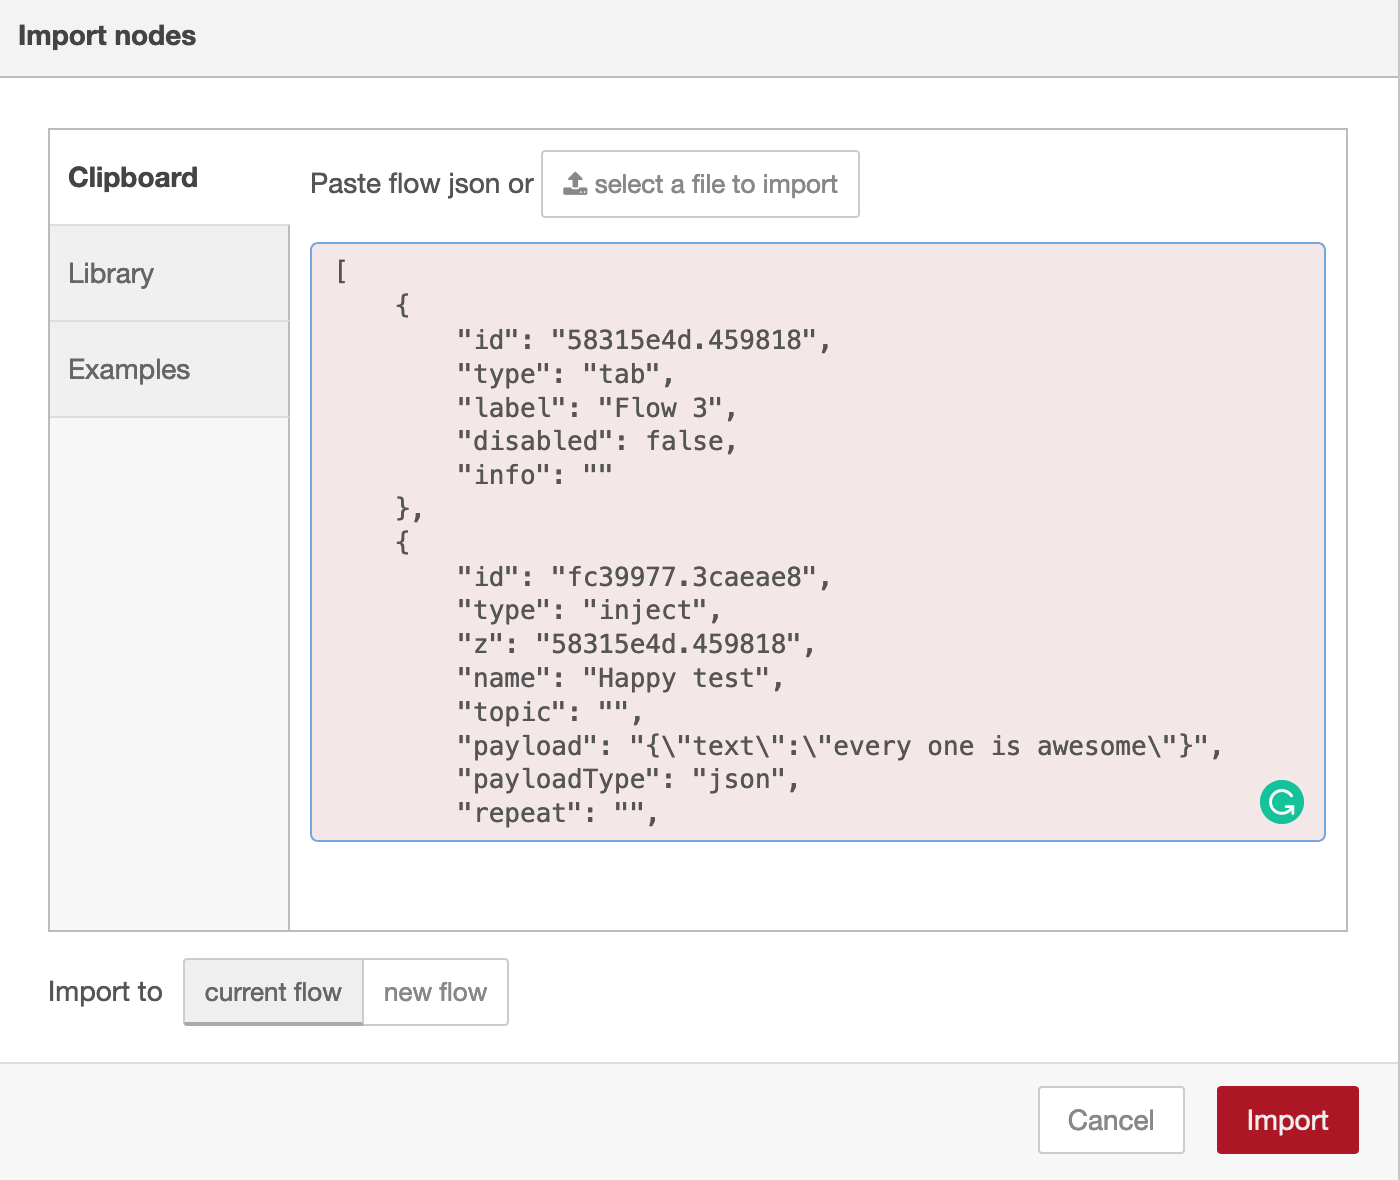 Import nodes
Clipboard
Library
Examples
Paste flow json or
select a file to import
[
    {
        "id": "58315e4d.459818",
        "type": "tab",
        "label": "Flow 3",
        "disabled": false,
        "info": ""
    },
    {
        "id": "fc39977.3caeae8",
        "type": "inject",
        "z": "58315e4d.459818",
        "name": "Happy test",
        "topic": "",
        "payload": "{\"text\":\"every one is awesome\"}",
        "payloadType": "json",
        "repeat": "",
Import to
current flow
new flow
Cancel
Import